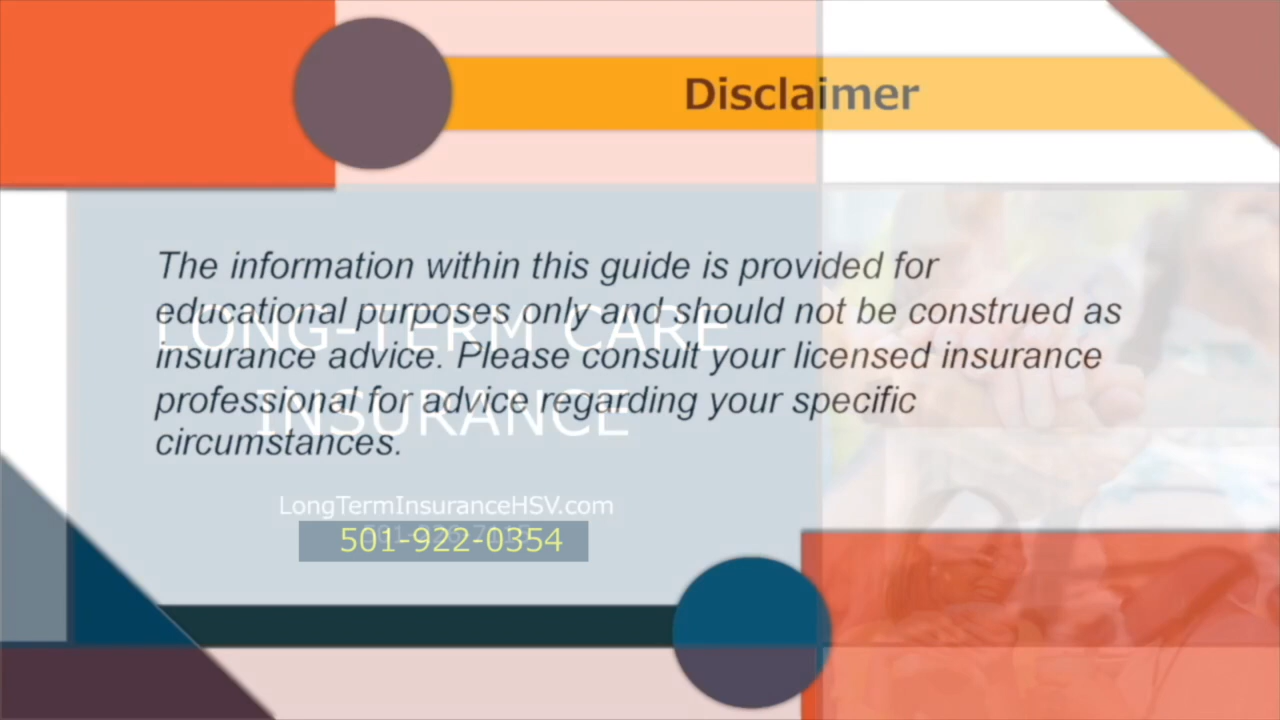 Disclaimer
The information within this guide is provided for
educational purposes only and should not be construed as
LONG-TERM CARE
insurance advice. Please consult your licensed insurance
professional for advice regarding your specific
INSURANCE
circumstances.
LongTermInsuranceHSV.com
501-922-0354